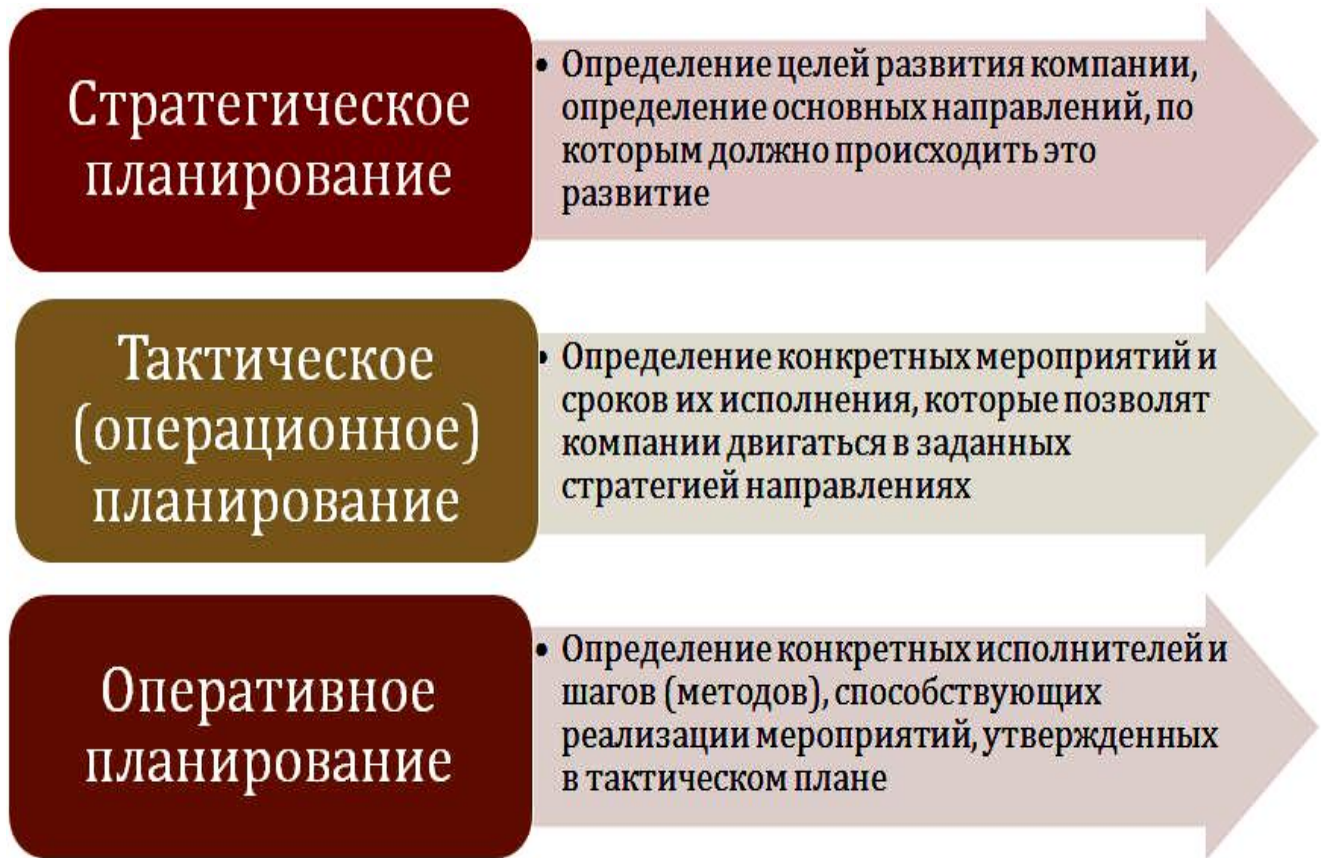 Стратегическое
планирование
• Определение целей развития компании,
определение основных направлений, по
которым должно происходить это
развитие
Тактическое
(операционное)
планирование
• Определение конкретных мероприятий и
сроков их исполнения, которые позволят
компании двигаться в заданных
стратегией направлениях
Оперативное
планирование
• Определение конкретных исполнителей и
шагов (методов), способствующих
реализации мероприятий, утвержденных
в тактическом плане